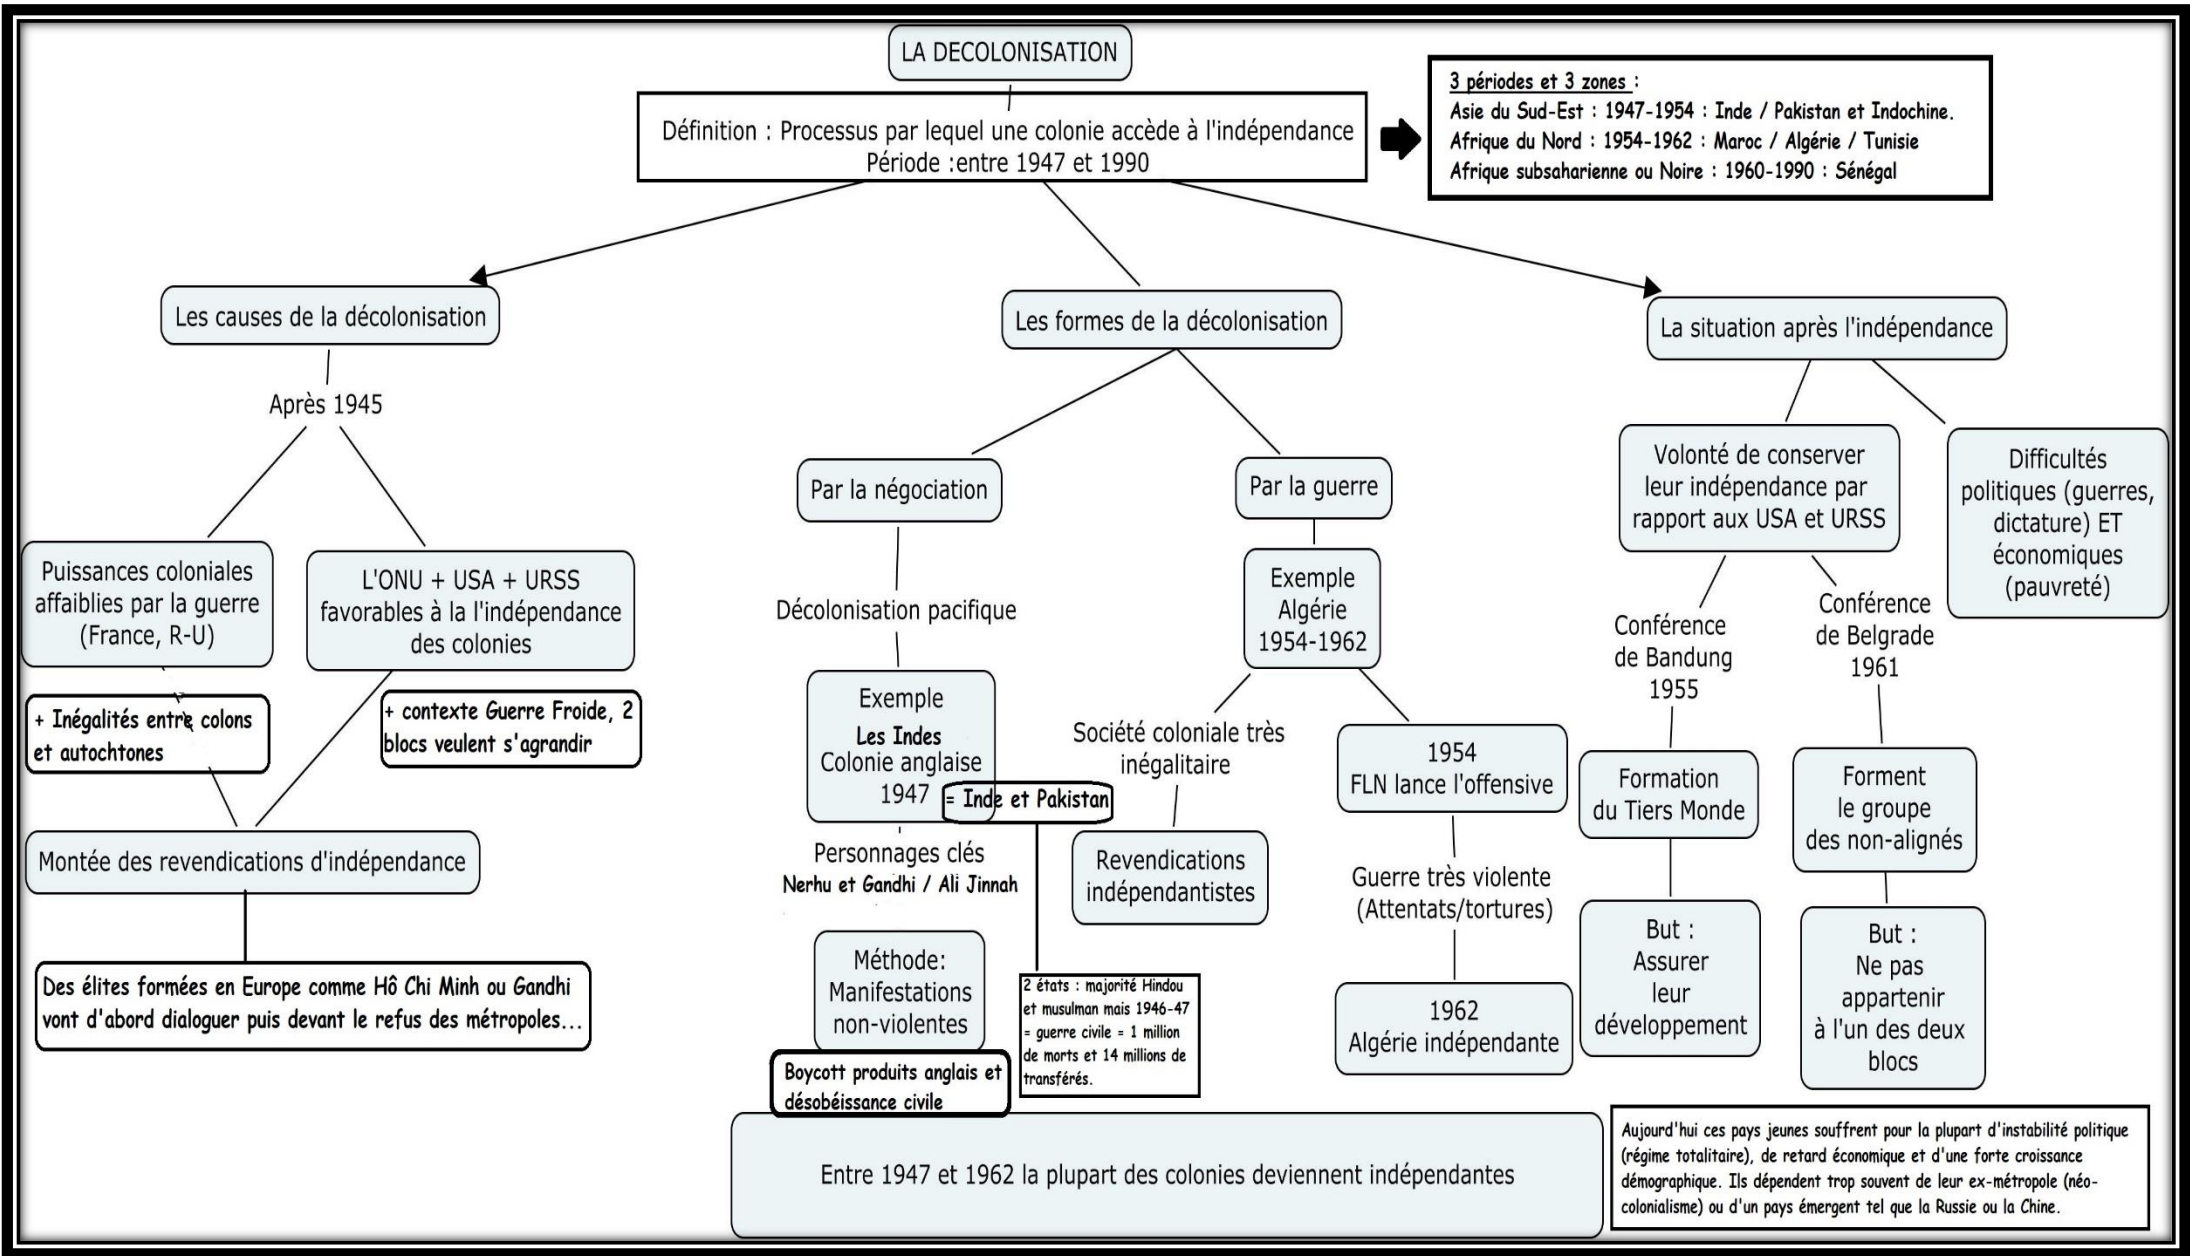 LA DECOLONISATION
Définition : Processus par lequel une colonie accède à l'indépendance
Période :entre 1947 et 1990
3 périodes et 3 zones :
Asie du Sud-Est : 1947-1954 : Inde / Pakistan et Indochine.
Afrique du Nord : 1954-1962 : Maroc / Algérie / Tunisie
Afrique subsaharienne ou Noire : 1960-1990 : Sénégal
Les causes de la décolonisation
Après 1945
Puissances coloniales
affaiblies par la guerre
(France, R-U)
L'ONU + USA + URSS
favorables à la l'indépendance
des colonies
+ Inégalités entre colons
et autochtones
+ contexte Guerre Froide, 2
blocs veulent s'agrandir
Montée des revendications d'indépendance
Des élites formées en Europe comme Hô Chi Minh ou Gandhi
vont d'abord dialoguer puis devant le refus des métropoles...
Les formes de la décolonisation
Par la négociation
Décolonisation pacifique
Exemple
Les Indes
Colonie anglaise
1947
= Inde et Pakistan
Personnages clés
Nerhu et Gandhi / Ali Jinnah
Méthode:
Manifestations
non-violentes
Boycott produits anglais et
désobéissance civile
2 états : majorité Hindou
et musulman mais 1946-47
= guerre civile = 1 million
de morts et 14 millions de
transférés.
Par la guerre
Exemple
Algérie
1954-1962
Société coloniale très
inégalitaire
Revendications
indépendantistes
1954
FLN lance l'offensive
Guerre très violente
(Attentats/tortures)
1962
Algérie indépendante
Entre 1947 et 1962 la plupart des colonies deviennent indépendantes
La situation après l'indépendance
Volonté de conserver
leur indépendance par
rapport aux USA et URSS
Conférence
de Bandung
1955
Formation
du Tiers Monde
But :
Assurer
leur
développement
Conférence
de Belgrade
1961
Forment
le groupe
des non-alignés
But :
Ne pas
appartenir
à l'un des deux
blocs
Difficultés
politiques (guerres,
dictature) ET
économiques
(pauvreté)
Aujourd'hui ces pays jeunes souffrent pour la plupart d'instabilité politique
(régime totalitaire), de retard économique et d'une forte croissance
démographique. Ils dépendent trop souvent de leur ex-métropole (néo-
colonialisme) ou d'un pays émergent tel que la Russie ou la Chine.